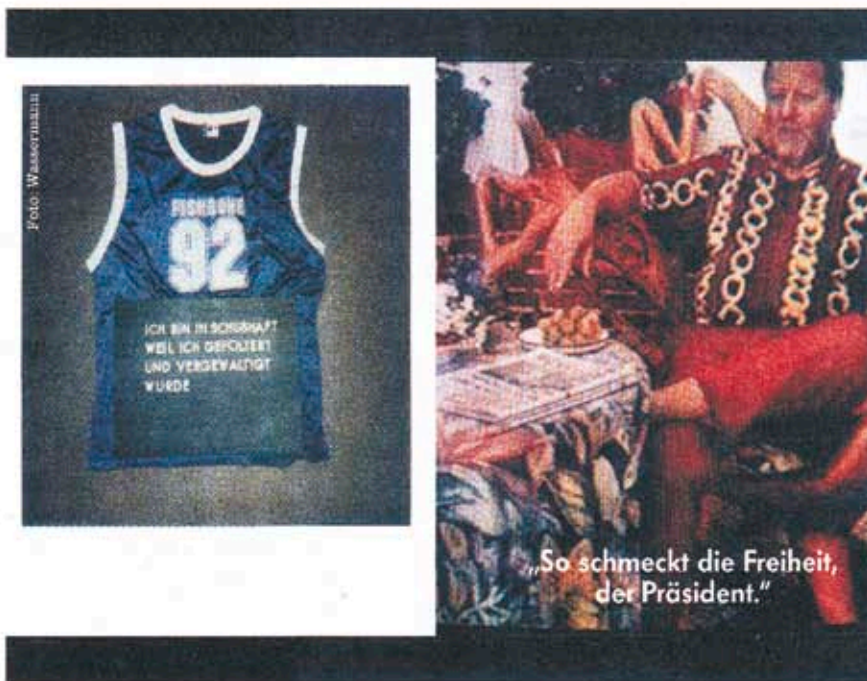 Foto: Wassermann
FISHBONE
92
ICH BIN IN SCHUBHAFT
WEIL ICH GEFOLTERT
UND VERGEWALTIGT
WURDE
„So schmeckt die Freiheit,
der Präsident.“